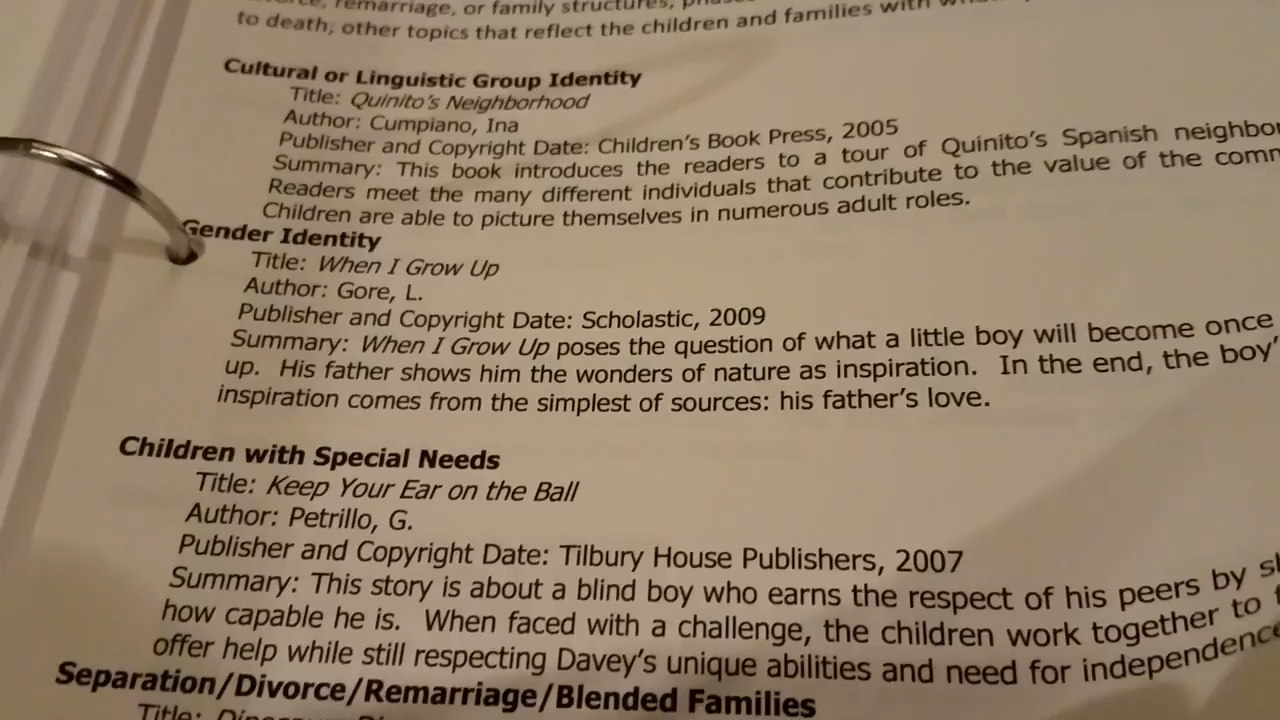 remarriage, or family structures,
to death; other topics that reflect the children and families with
Cultural or Linguistic Group Identity
Title: Quinito's Neighborhood
Author: Cumpiano, Ina
Publisher and Copyright Date: Children's Book Press, 2005
Summary: This book introduces the readers to a tour of Quinito's Spanish
Readers meet the many different individuals that contribute to the value of the
Children are able to picture themselves in numerous adult roles.
Gender Identity
Title: When I Grow Up
Author: Gore, L.
Publisher and Copyright Date: Scholastic, 2009
Summary: When I Grow Up poses the question of what a little boy will become once
up. His father shows him the wonders of nature as inspiration. In the end, the boy'
inspiration comes from the simplest of sources: his father's love.
Children with Special Needs
Title: Keep Your Ear on the Ball
Author: Petrillo, G.
Publisher and Copyright Date: Tilbury House Publishers, 2007
Summary: This story is about a blind boy who earns the respect of his peers by
how capable he is. When faced with a challenge, the children work together to
offer help while still respecting Davey's unique abilities and need for independence
Separation/Divorce/Remarriage/Blended Families
Title: